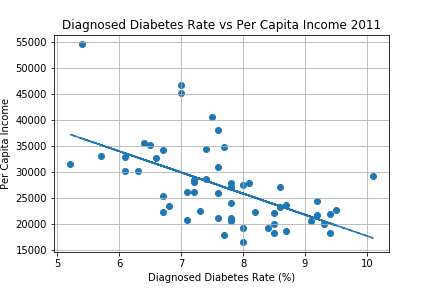 Diagnosed Diabetes Rate vs Per Capita Income 2011
Per Capita Income
55000
50000
45000
40000
35000
30000
25000
20000
15000
5 6 7 8 9 10
Diagnosed Diabetes Rate (%)